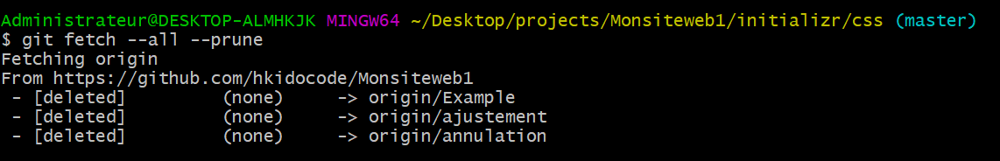 Administrateur@DESKTOP-ALMHKJK MINGW64 ~/Desktop/projects/Monsiteweb1/initializr/css (master)
$ git fetch --all --prune
Fetching origin
From https://github.com/hkidocode/Monsiteweb1
 - [deleted]         (none)     -> origin/Example
 - [deleted]         (none)     -> origin/ajustement
 - [deleted]         (none)     -> origin/annulation